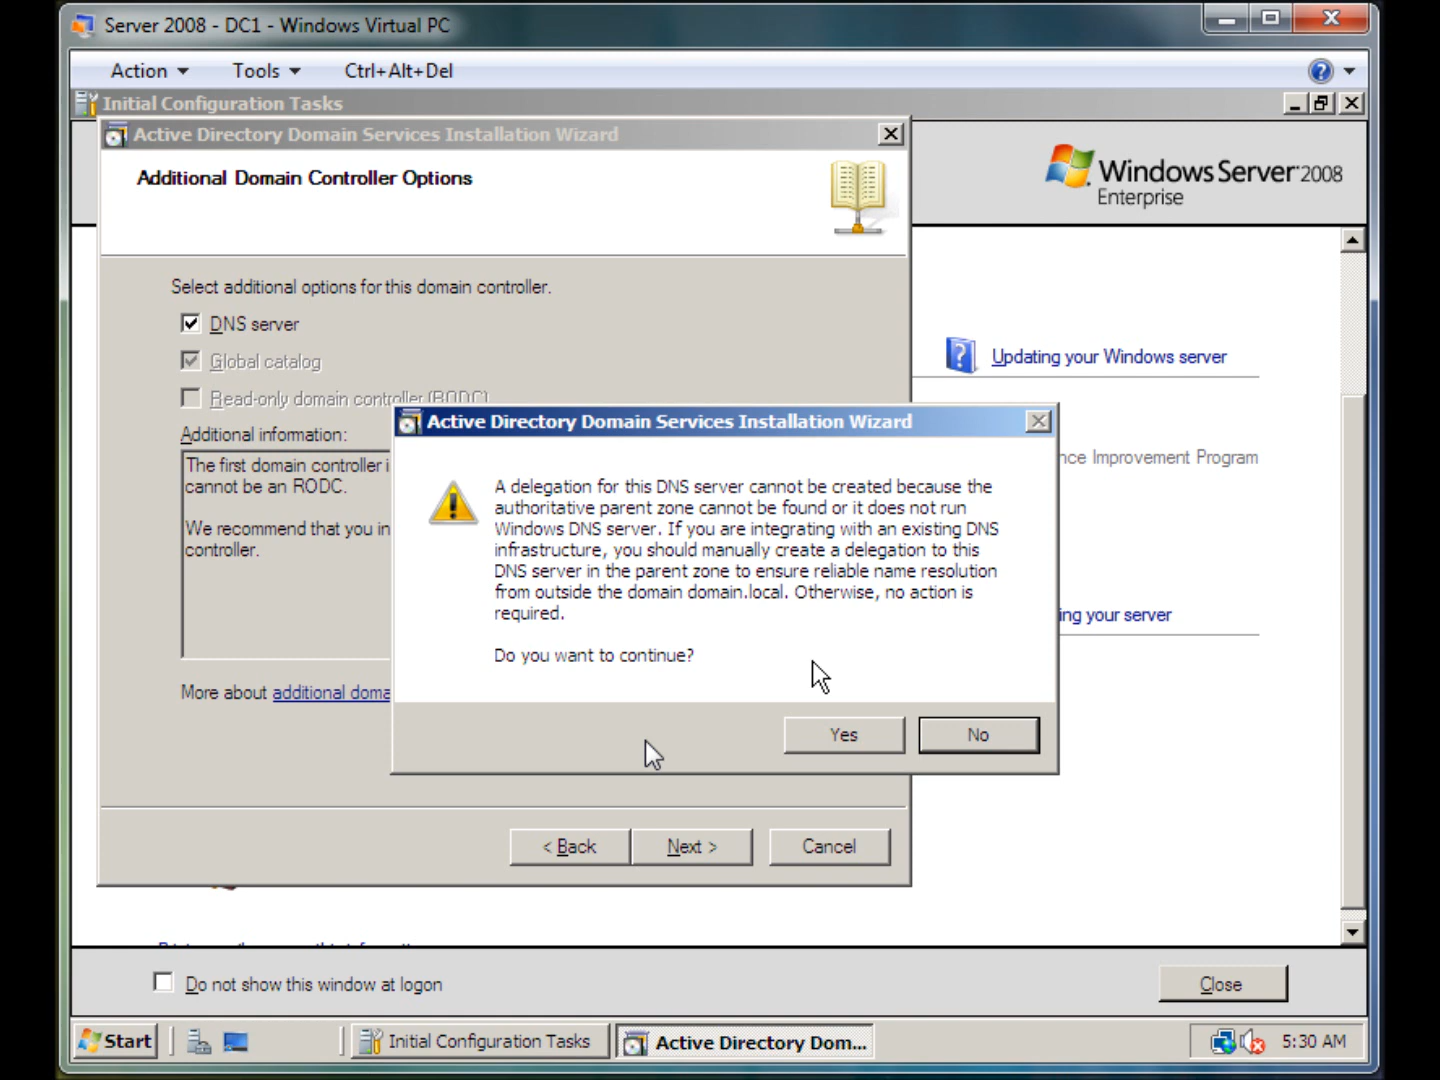 Server 2008 - DC1 - Windows Virtual PC
Action Tools Ctrl+Alt+Del
Initial Configuration Tasks
Active Directory Domain Services Installation Wizard
Additional Domain Controller Options
Windows Server 2008
Enterprise
Select additional options for this domain controller.
DNS server
Global catalog
Read-only domain controller (RODC)
Additional information:
The first domain controller i
cannot be an RODC.
We recommend that you in
controller.
More about additional doma
Updating your Windows server
nce Improvement Program
ing your server
Active Directory Domain Services Installation Wizard
A delegation for this DNS server cannot be created because the
authoritative parent zone cannot be found or it does not run
Windows DNS server. If you are integrating with an existing DNS
infrastructure, you should manually create a delegation to this
DNS server in the parent zone to ensure reliable name resolution
from outside the domain domain.local. Otherwise, no action is
required.
Do you want to continue?
Yes No
< Back Next > Cancel
Do not show this window at logon
Close
Start Initial Configuration Tasks Active Directory Dom... 5:30 AM